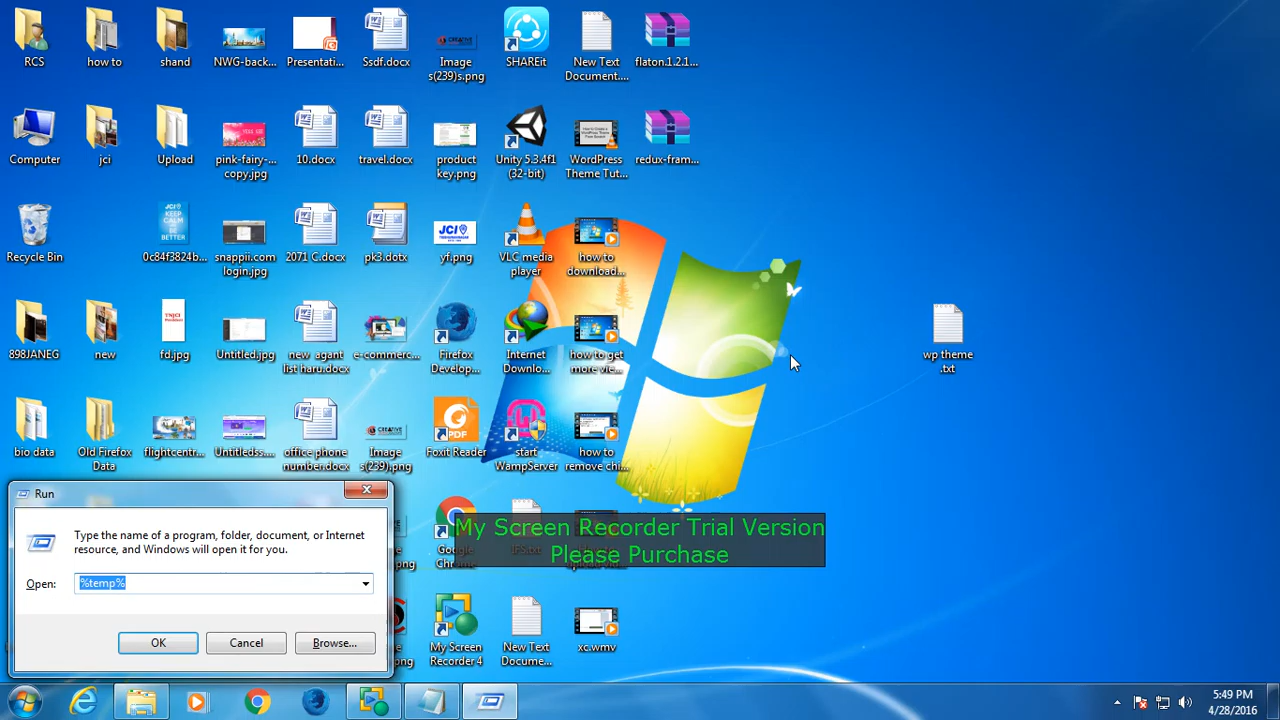 RCS
how to
shand
NWG-back...
Presentati...
Ssdf.docx
Image
s(239)s.png
SHAREit
New Text
Document....
flaton.1.2.1...
Computer
jci
Upload
pink-fairy-...
copy.jpg
10.docx
travel.docx
product
key.png
Unity 5.3.4f1
(32-bit)
WordPress
Theme Tut...
redux-fram...
Recycle Bin
0c84f3824b...
snappii.com
login.jpg
2071 C.docx
pk3.dotx
yf.png
VLC media
player
how to
download...
898JANEG
new
fd.jpg
Untitled.jpg
new agant
list haru.docx
e-commerc...
Firefox
Develop...
Internet
Downlo...
how to get
more vie...
wp theme
.txt
bio data
Old Firefox
Data
flightcentr...
Untitledss....
office phone
number.docx
Image
s(239).png
Foxit Reader
start
WampServer
how to
remove chi...
Run
Type the name of a program, folder, document, or Internet
resource, and Windows will open it for you.
Open: %temp%
OK
Cancel
Browse...
Google
Chrome
My Screen Recorder Trial Version
Please Purchase
My Screen
Recorder 4
New Text
Docume...
xc.wmv
5:49 PM
4/28/2016